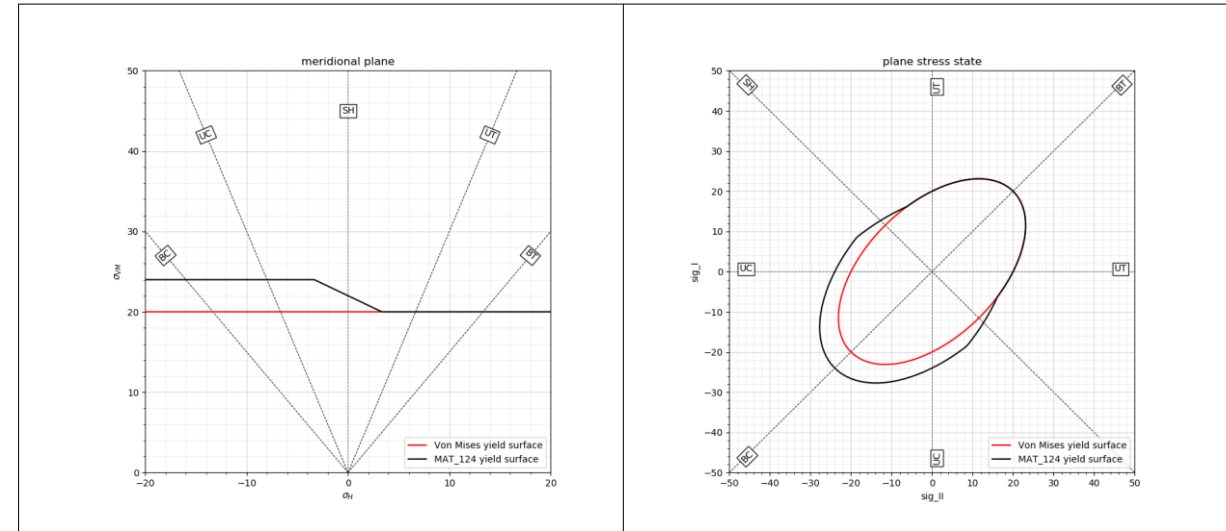 meridional plane
50
40
30
20
10
0
−20
−10
0
10
20
σ_VM
σ_H
UC
SH
UT
BC
BT
Von Mises yield surface
MAT_124 yield surface
plane stress state
50
40
30
20
10
0
−10
−20
−30
−40
−50
−50
−40
−30
−20
−10
0
10
20
30
40
50
sig_I
sig_II
SH
UT
BT
UC
UT
BC
UC
Von Mises yield surface
MAT_124 yield surface